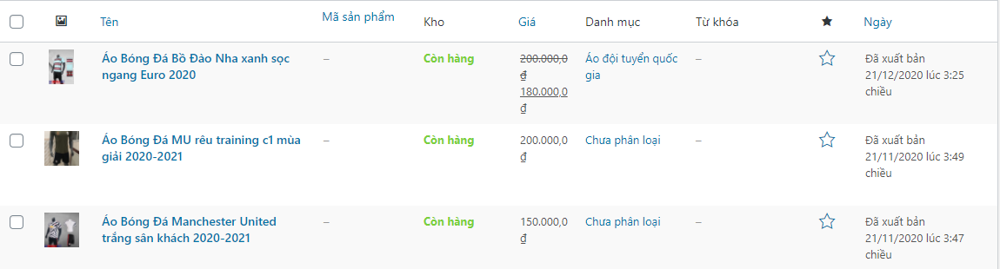 Tên Mã sản phẩm Kho Giá Danh mục Từ khóa Ngày
Áo Bóng Đá Bồ Đào Nha xanh sọc
ngang Euro 2020
–
Còn hàng
200.000,0
₫
180.000,0
₫
Áo đội tuyển quốc
gia
–
Đã xuất bản
21/12/2020 lúc 3:25
chiều
Áo Bóng Đá MU rêu training c1 mùa
giải 2020-2021
–
Còn hàng
200.000,0
₫
Chưa phân loại
–
Đã xuất bản
21/11/2020 lúc 3:49
chiều
Áo Bóng Đá Manchester United
trắng sân khách 2020-2021
–
Còn hàng
150.000,0
₫
Chưa phân loại
–
Đã xuất bản
21/11/2020 lúc 3:47
chiều